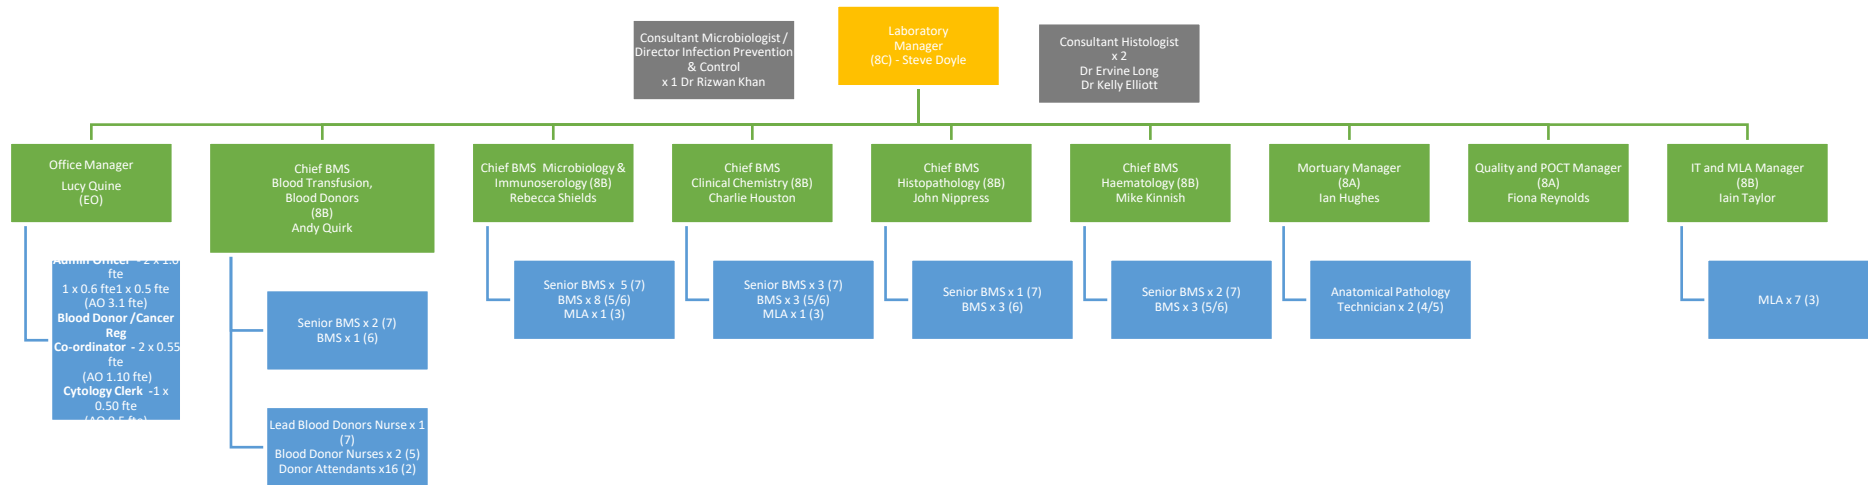 Consultant Microbiologist /
Director Infection Prevention
& Control
x 1 Dr Rizwan Khan
Laboratory
Manager
(8C) - Steve Doyle
Consultant Histologist
x 2
Dr Ervine Long
Dr Kelly Elliott
Office Manager
Lucy Quine
(EO)
Chief BMS
Blood Transfusion,
Blood Donors
(8B)
Andy Quirk
Chief BMS Microbiology &
Immunoserology (8B)
Rebecca Shields
Chief BMS
Clinical Chemistry (8B)
Charlie Houston
Chief BMS
Histopathology (8B)
John Nippress
Chief BMS
Haematology (8B)
Mike Kinnish
Mortuary Manager
(8A)
Ian Hughes
Quality and POCT Manager
(8A)
Fiona Reynolds
IT and MLA Manager
(8B)
Iain Taylor
Admin Officer - 2 x 1.0
fte
1 x 0.6 fte1 x 0.5 fte
(AO 3.1 fte)
Blood Donor /Cancer
Reg
Co-ordinator - 2 x 0.55
fte
(AO 1.10 fte)
Cytology Clerk -1 x
0.50 fte
(AO 0.5 fte)
Senior BMS x 2 (7)
BMS x 1 (6)
Lead Blood Donors Nurse x 1
(7)
Blood Donor Nurses x 2 (5)
Donor Attendants x16 (2)
Senior BMS x 5 (7)
BMS x 8 (5/6)
MLA x 1 (3)
Senior BMS x 3 (7)
BMS x 3 (5/6)
MLA x 1 (3)
Senior BMS x 1 (7)
BMS x 3 (6)
Senior BMS x 2 (7)
BMS x 3 (5/6)
Anatomical Pathology
Technician x 2 (4/5)
MLA x 7 (3)